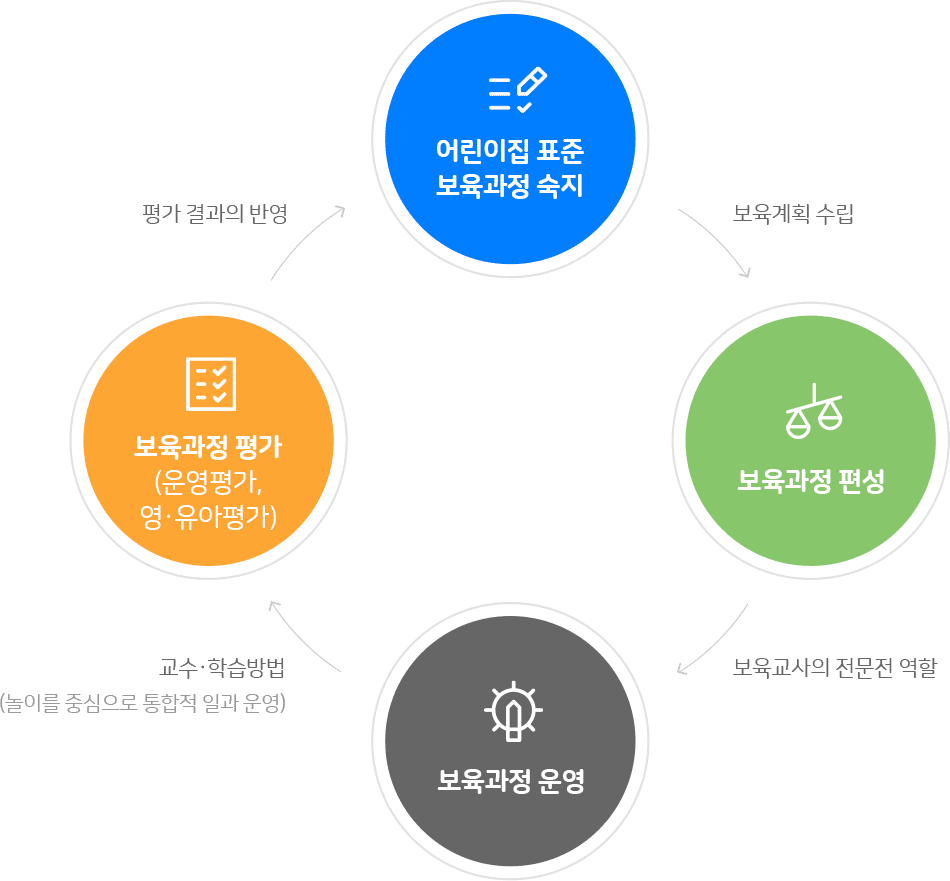 어린이집 표준
보육과정 숙지
평가 결과의 반영
보육계획 수립
보육과정 평가
(운영평가,
영·유아평가)
보육과정 편성
교수·학습방법
(놀이를 중심으로 통합적 일과 운영)
보육교사의 전문전 역할
보육과정 운영